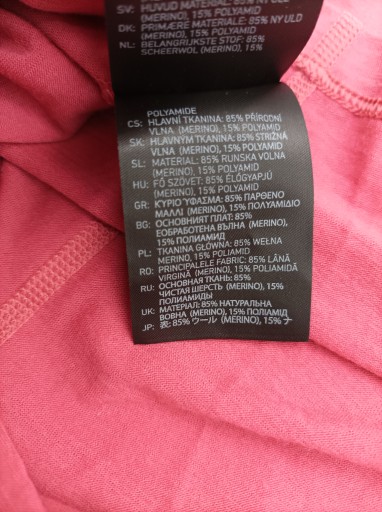 SV: HUVUD MATERIAL: 85% NY ULL
(MERINO), 15% POLYAMID
DK: PRIMÆRE MATERIALE: 85% NY ULD
(MERINO), 15% POLYAMID
NL: BELANGRIJKSTE STOF: 85%
SCHEERWOL (MERINO), 15%
POLYAMIDE
CS: HLAVNÍ TKANINA: 85% PŘÍRODNÍ
VLNA (MERINO), 15% POLYAMID
SK: HLAVNÝM TKANINA: 85% STRIŽNÁ
VLNA (MERINO), 15% POLYAMID
SL: MATERIAL: 85% RUNSKA VOLNA
(MERINO), 15% POLYAMID
HU: FŐ SZÖVET: 85% ÉLŐGYAPJÚ
(MERINO), 15% POLYAMID
GR: ΚΥΡΙΟ ΎΦΑΣΜΑ: 85% ΠΑΡΘΕΝΟ
ΜΑΛΛΙ (MERINO), 15% ΠΟΛΥΑΜΙΔΙΟ
BG: ОСНОВНИЯТ ПЛАТ: 85%
НЕОБРАБОТЕНА ВЪЛНА (MERINO),
15% ПОЛИАМИД
PL: TKANINA GŁÓWNA: 85% WEŁNA
(MERINO), 15% POLYAMID
RO: PRINCIPALELE FABRIC: 85% LÂNĂ
VIRGINĂ (MERINO), 15% POLIAMIDĂ
RU: ОСНОВНАЯ ТКАНЬ: 85%
ЧИСТАЯ ШЕРСТЬ (MERINO), 15%
ПОЛИАМИДЫ
UK: МАТЕРІАЛ: 85% НАТУРАЛЬНА
ВОВНА (MERINO), 15% ПОЛІАМІД
JP: 表: 85% ウール (MERINO), 15% ナ